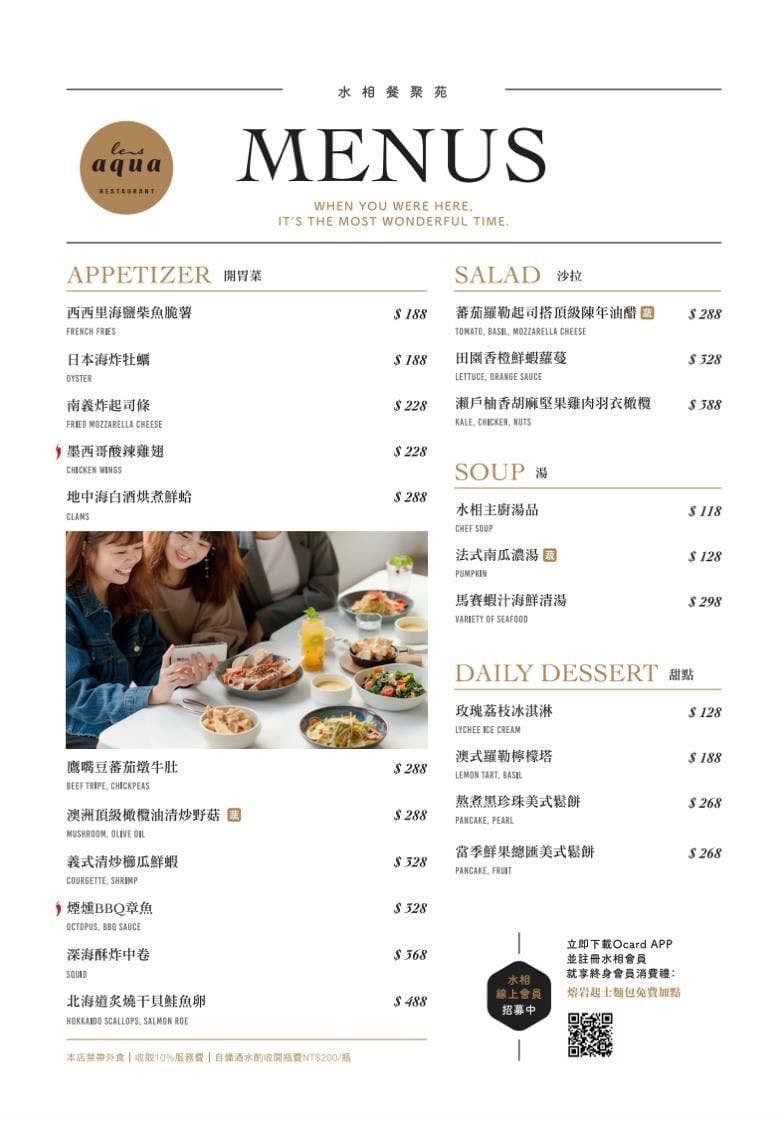 水相餐聚苑
les
aqua
RESTAURANT
MENUS
WHEN YOU WERE HERE,
IT'S THE MOST WONDERFUL TIME.
APPETIZER 開胃菜
西西里海鹽柴魚脆薯 $ 188
FRENCH FRIES
日本海炸牡蠣 $ 188
OYSTER
南義炸起司條 $ 228
FRIED MOZZARELLA CHEESE
墨西哥酸辣雞翅 $ 228
CHICKEN WINGS
地中海白酒烘煮鮮蛤 $ 288
CLAMS
鷹嘴豆蕃茄燉牛肚 $ 288
BEEF TRIPE, CHICKPEAS
澳洲頂級橄欖油清炒野菇 蔬 $ 288
MUSHROOM, OLIVE OIL
義式清炒櫛瓜鮮蝦 $ 328
COURGETTE, SHRIMP
煙燻BBQ章魚 $ 328
OCTOPUS, BBQ SAUCE
深海酥炸中卷 $ 368
SQUID
北海道炙燒干貝鮭魚卵 $ 488
HOKKAIDO SCALLOPS, SALMON ROE
本店禁帶外食｜收取10%服務費｜自備酒水酌收開瓶費NT$200/瓶
SALAD 沙拉
蕃茄羅勒起司搭頂級陳年油醋 蔬 $ 288
TOMATO, BASIL, MOZZARELLA CHEESE
田園香橙鮮蝦蘿蔓 $ 328
LETTUCE, ORANGE SAUCE
瀨戶柚香胡麻堅果雞肉羽衣橄欖 $ 388
KALE, CHICKEN, NUTS
SOUP 湯
水相主廚湯品 $ 118
CHEF SOUP
法式南瓜濃湯 蔬 $ 128
PUMPKIN
馬賽蝦汁海鮮清湯 $ 298
VARIETY OF SEAFOOD
DAILY DESSERT 甜點
玫瑰荔枝冰淇淋 $ 128
LYCHEE ICE CREAM
澳式羅勒檸檬塔 $ 188
LEMON TART, BASIL
熬煮黑珍珠美式鬆餅 $ 268
PANCAKE, PEARL
當季鮮果總匯美式鬆餅 $ 268
PANCAKE, FRUIT
水相
線上會員
招募中
立即下載Ocard APP
並註冊水相會員
就享終身會員消費禮：
熔岩起士麵包免費加點